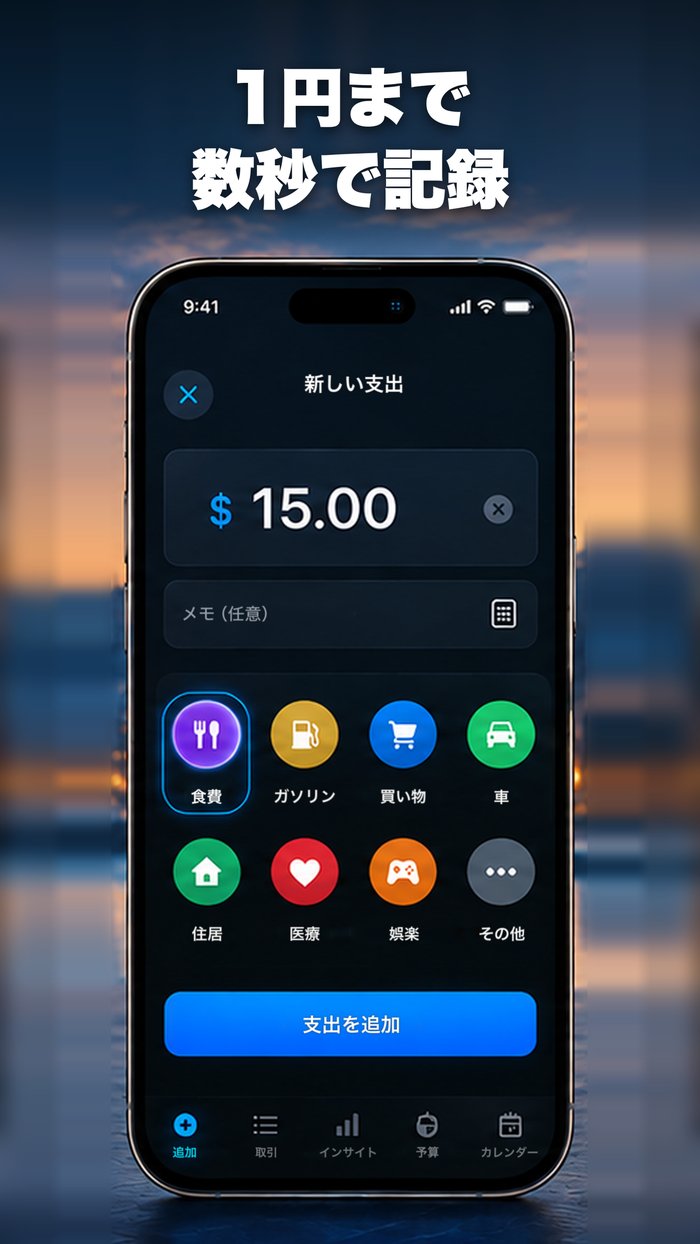 1円まで
数秒で記録
9:41
新しい支出
$ 15.00
メモ（任意）
食費 ガソリン 買い物 車
住居 医療 娯楽 その他
支出を追加
追加 取引 インサイト 予算 カレンダー